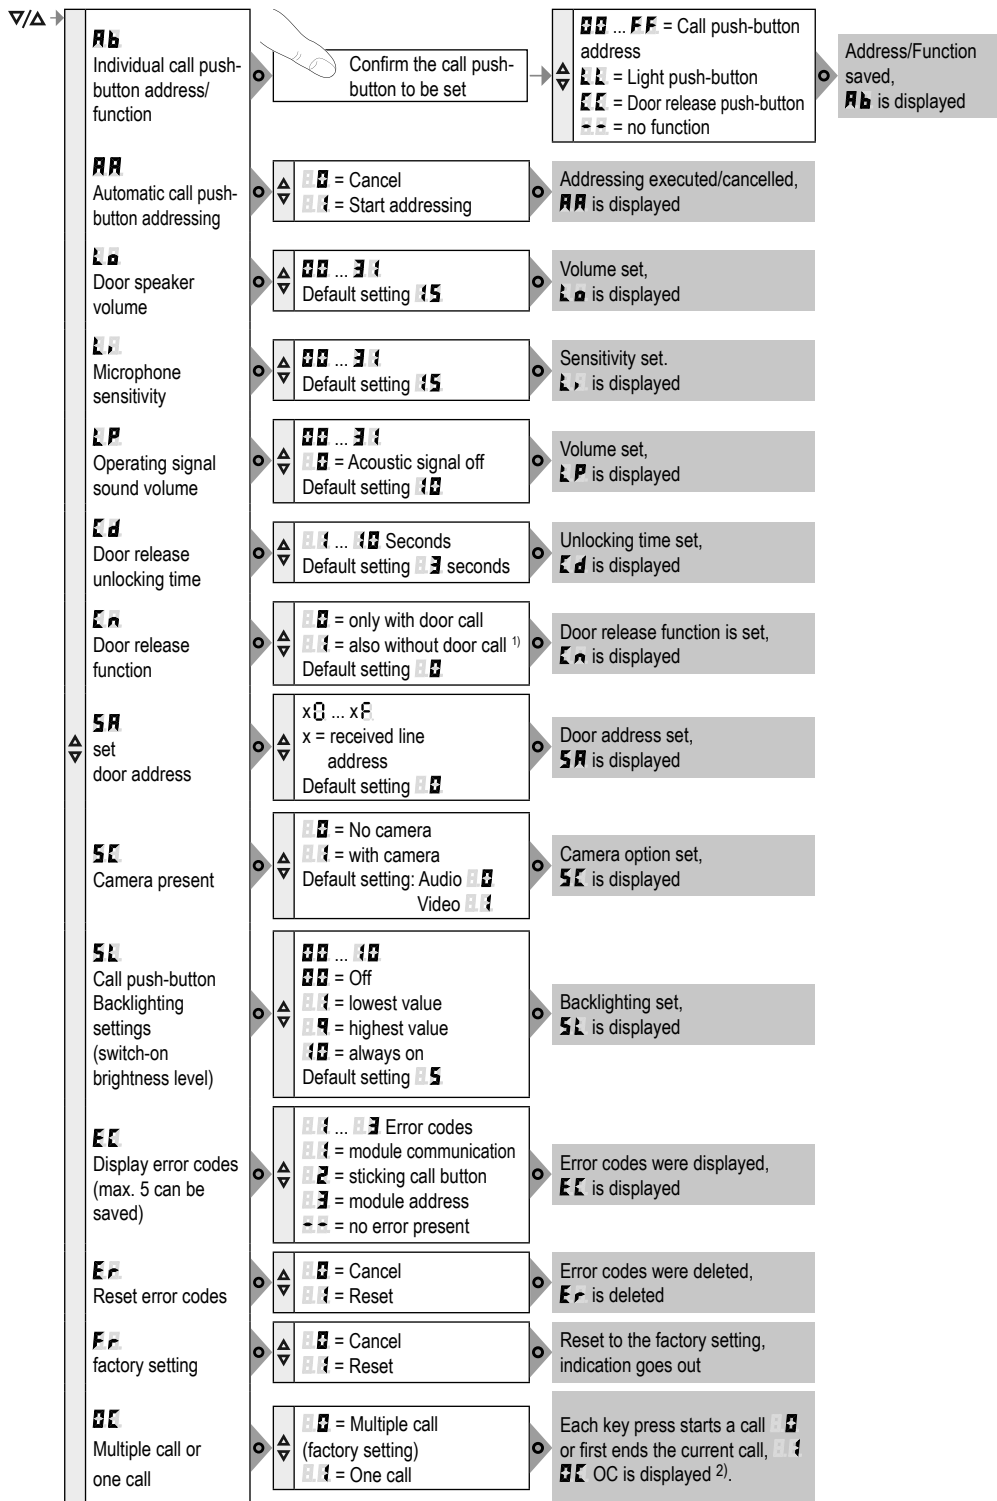 ▽/△
Ab
Individual call push-
button address/
function
Confirm the call push-
button to be set
00 ... FF = Call push-button
address
LL = Light push-button
CC = Door release push-button
-- = no function
Address/Function
saved,
Ab is displayed
AA
Automatic call push-
button addressing
0 = Cancel
1 = Start addressing
Addressing executed/cancelled,
AA is displayed
Lo
Door speaker
volume
00 ... 31
Default setting 15
Volume set,
Lo is displayed
Li
Microphone
sensitivity
00 ... 31
Default setting 15
Sensitivity set.
Li is displayed
LP
Operating signal
sound volume
00 ... 31
0 = Acoustic signal off
Default setting 10
Volume set,
LP is displayed
Cd
Door release
unlocking time
1 ... 10 Seconds
Default setting 3 seconds
Unlocking time set,
Cd is displayed
Cn
Door release
function
0 = only with door call
1 = also without door call 1)
Default setting 0
Door release function is set,
Cn is displayed
SA
set
door address
x0 ... xF
x = received line
address
Default setting 0
Door address set,
SA is displayed
SC
Camera present
0 = No camera
1 = with camera
Default setting: Audio 0
Video 1
Camera option set,
SC is displayed
SL
Call push-button
Backlighting
settings
(switch-on
brightness level)
00 ... 10
00 = Off
1 = lowest value
9 = highest value
10 = always on
Default setting 5
Backlighting set,
SL is displayed
EC
Display error codes
(max. 5 can be
saved)
1 ... 3 Error codes
1 = module communication
2 = sticking call button
3 = module address
-- = no error present
Error codes were displayed,
EC is displayed
Er
Reset error codes
0 = Cancel
1 = Reset
Error codes were deleted,
Er is deleted
Fr
factory setting
0 = Cancel
1 = Reset
Reset to the factory setting,
indication goes out
OC
Multiple call or
one call
0 = Multiple call
(factory setting)
1 = One call
Each key press starts a call 0
or first ends the current call, 1
OC OC is displayed 2).